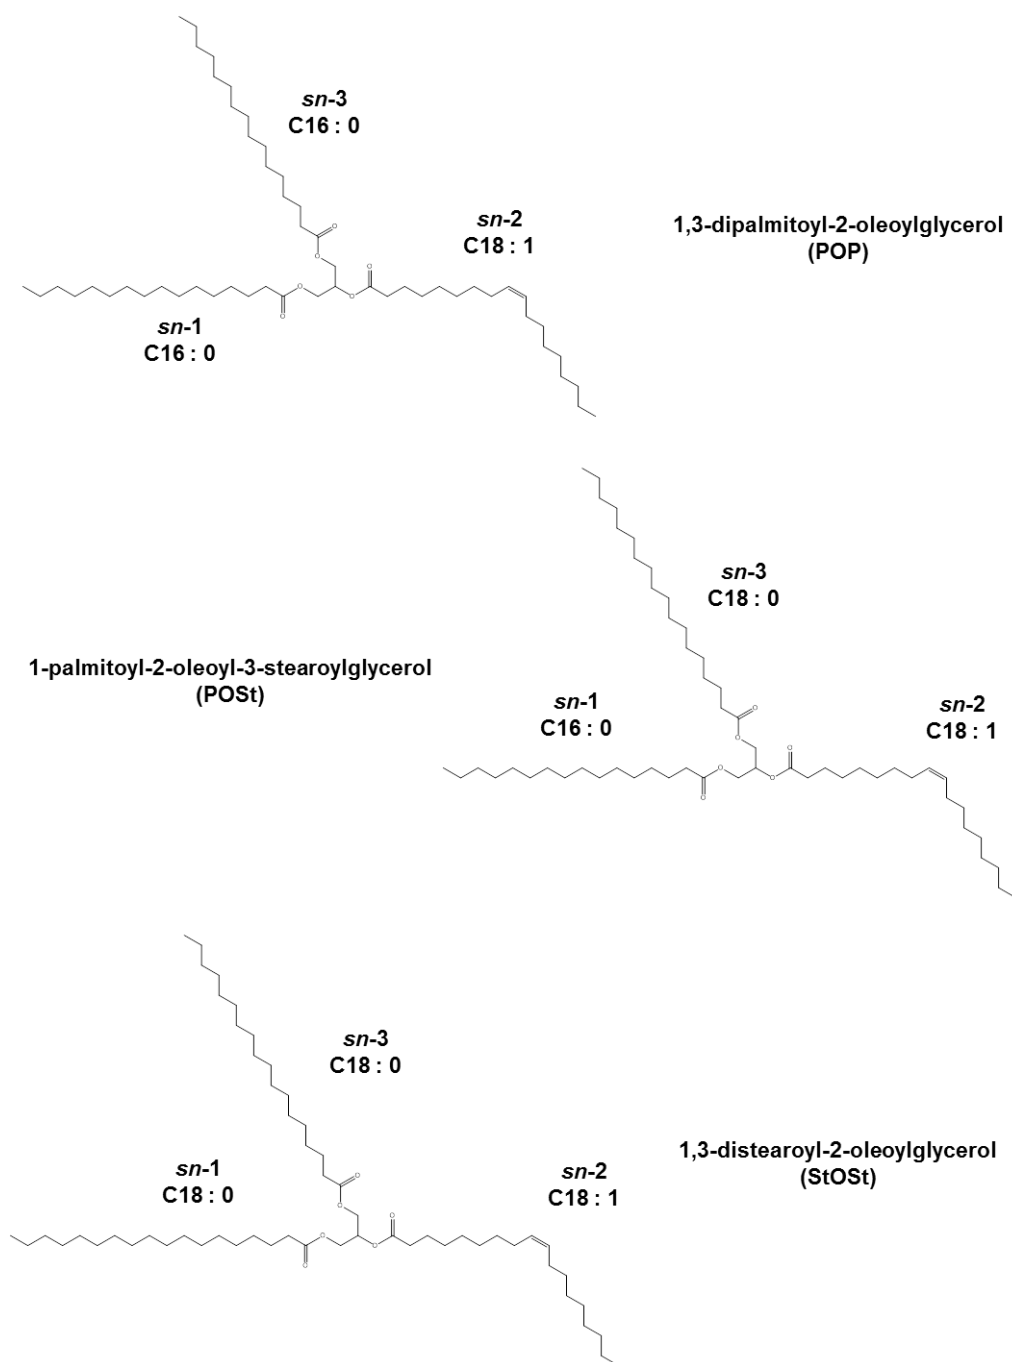 sn-3
C16 : 0
sn-2
C18 : 1
1,3-dipalmitoyl-2-oleoylglycerol
(POP)
O
O
O
O
O
O
sn-1
C16 : 0
sn-3
C18 : 0
1-palmitoyl-2-oleoyl-3-stearoylglycerol
(POSt)
sn-1
C16 : 0
sn-2
C18 : 1
O
O
O
O
O
O
sn-3
C18 : 0
sn-1
C18 : 0
sn-2
C18 : 1
1,3-distearoyl-2-oleoylglycerol
(StOSt)
O
O
O
O
O
O